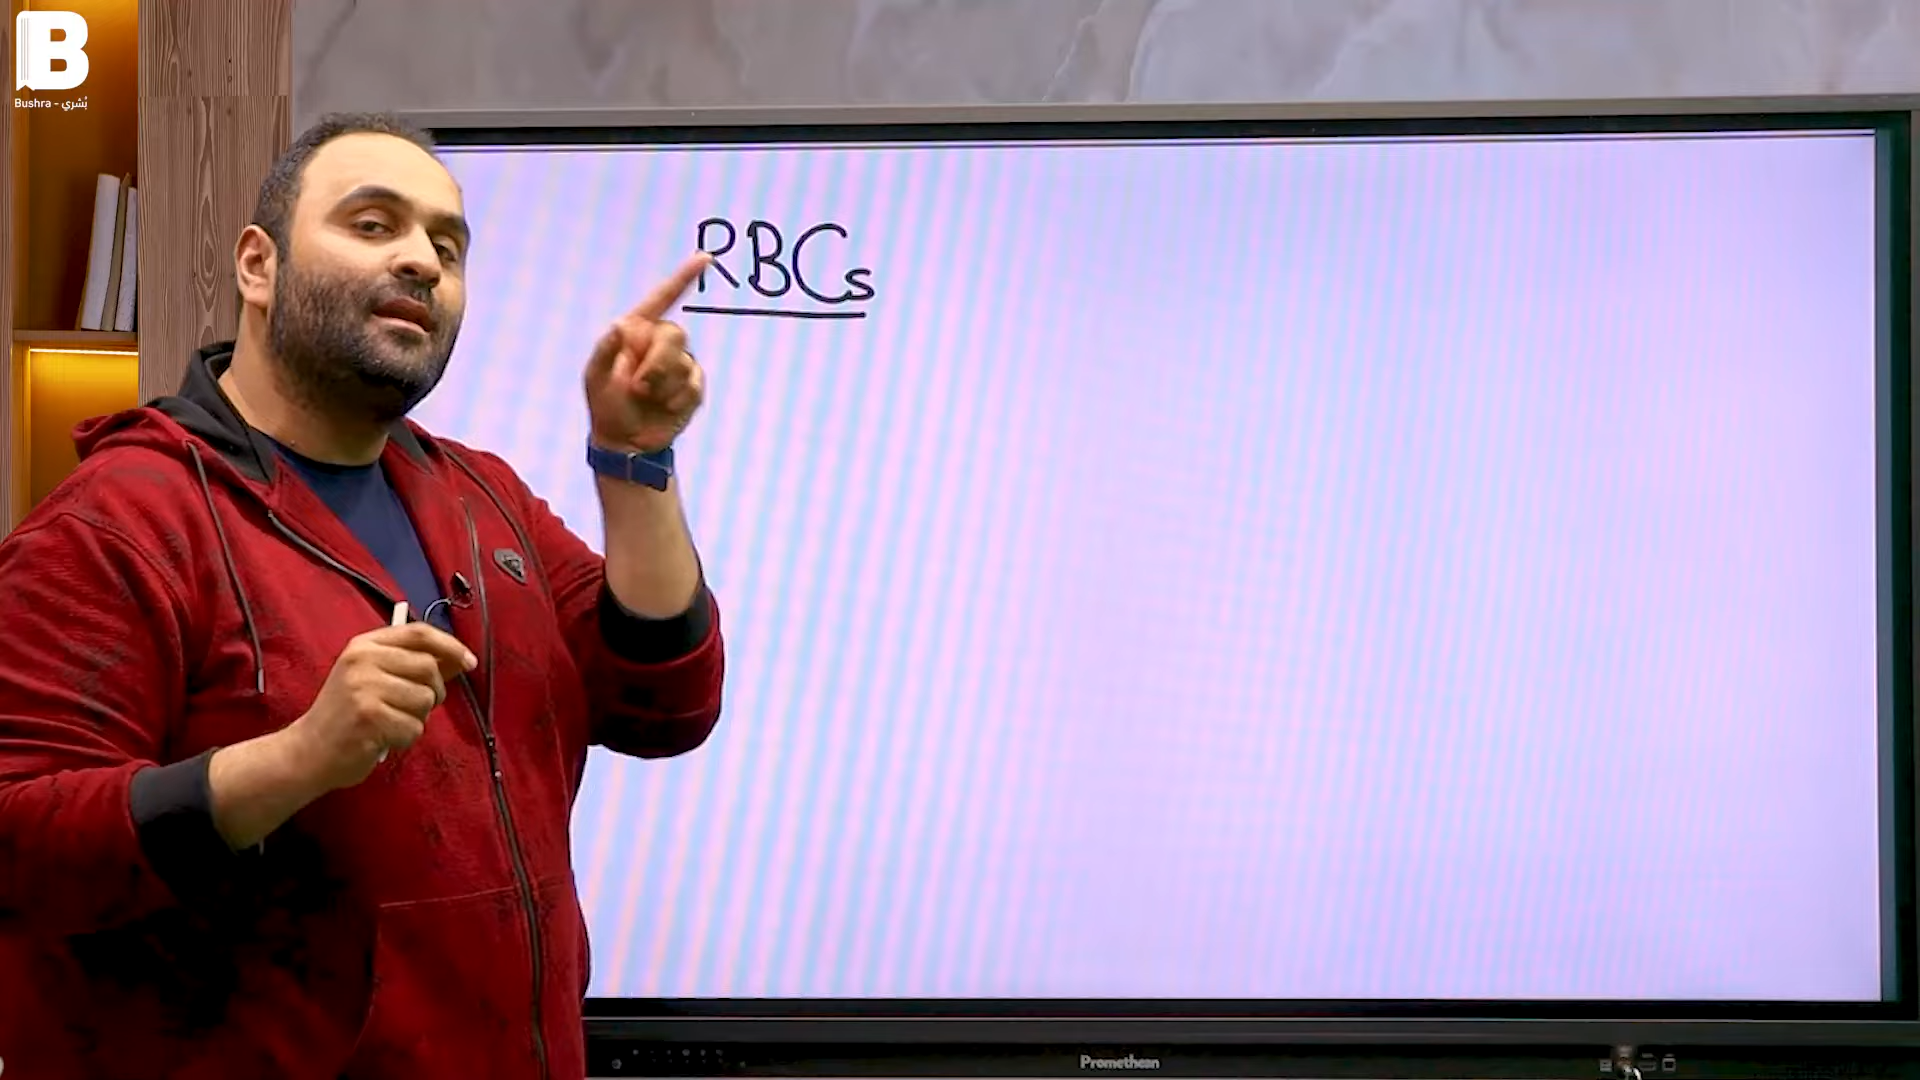 B
Bushra - بُشري
RBCs
Promethean